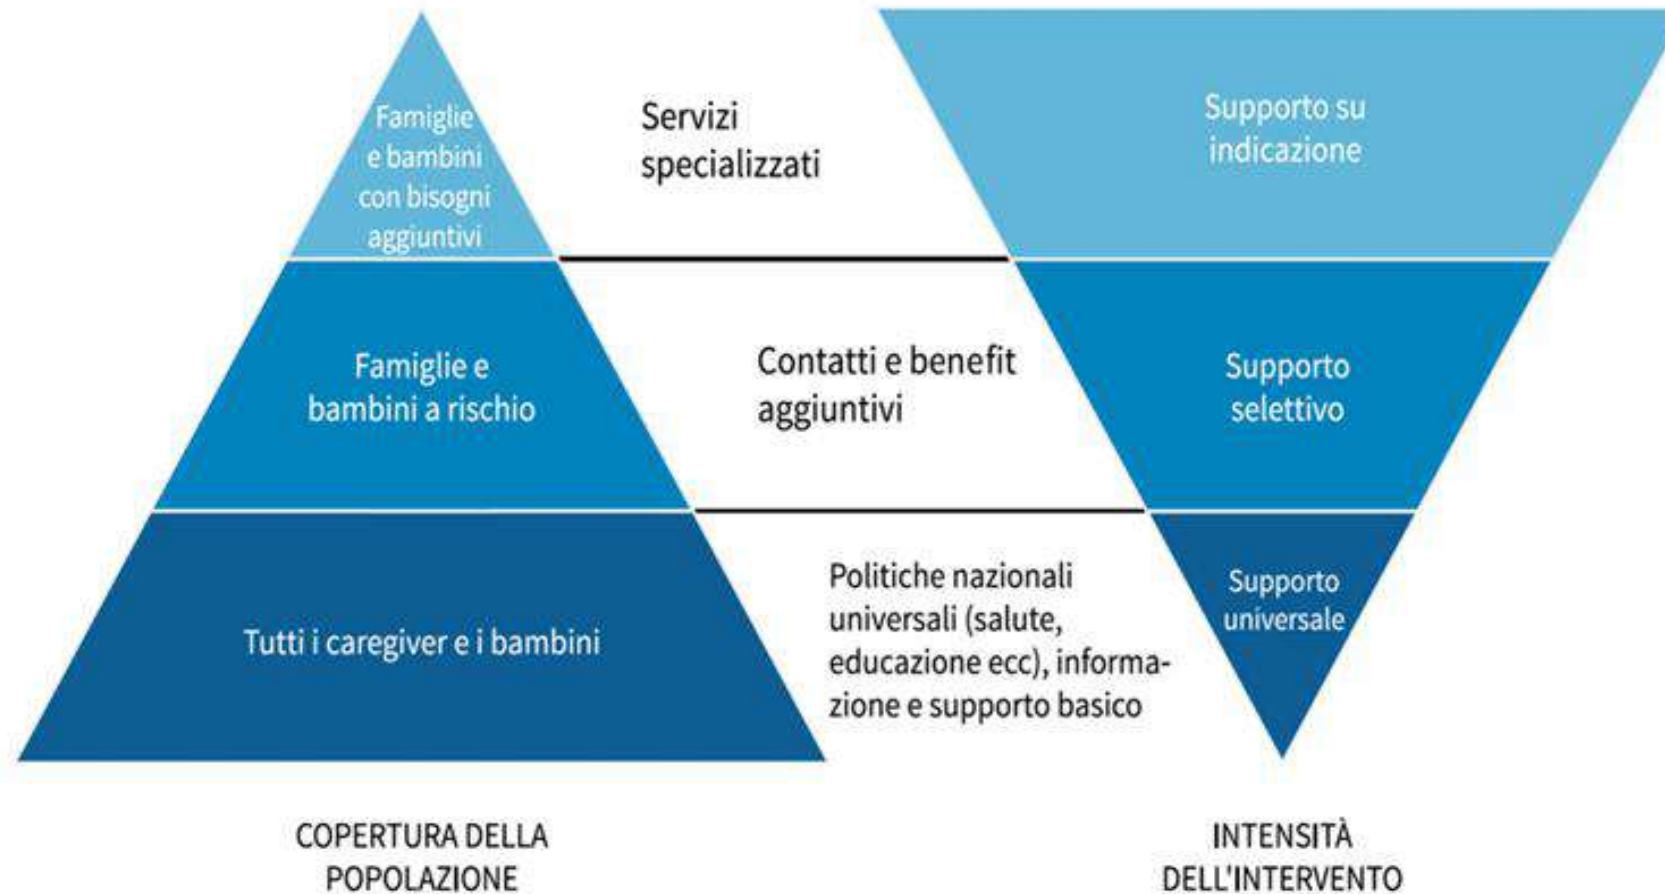 Famiglie
e bambini
con bisogni
aggiuntivi
Servizi
specializzati
Supporto su
indicazione
Famiglie e
bambini a rischio
Contatti e benefit
aggiuntivi
Supporto
selettivo
Tutti i caregiver e i bambini
Politiche nazionali
universali (salute,
educazione ecc), informa-
zione e supporto basico
Supporto
universale
COPERTURA DELLA
POPOLAZIONE
INTENSITÀ
DELL'INTERVENTO